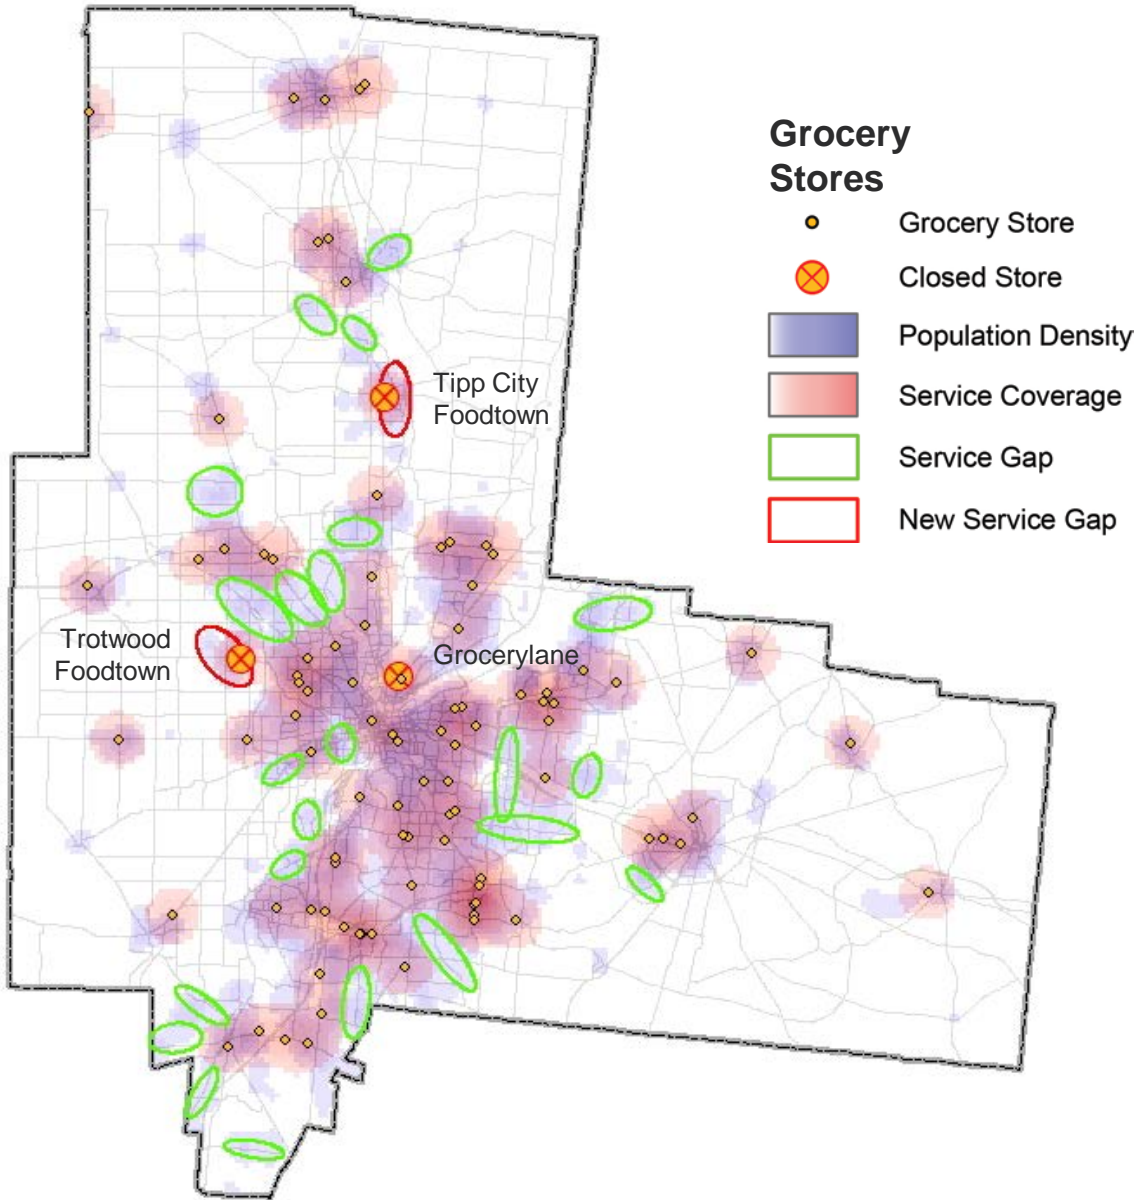 Grocery
Stores
Grocery Store
Closed Store
Population Density
Service Coverage
Service Gap
New Service Gap
Tipp City
Foodtown
Trotwood
Foodtown
Grocerylane